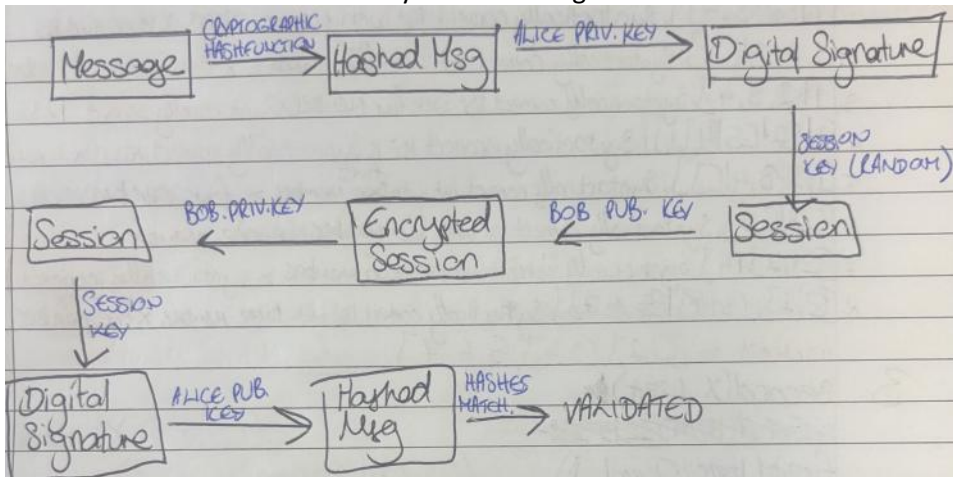 CRYPTOGRAPHIC
HASHFUNCTION
ALICE PRIV. KEY
Message
Hashed Msg
Digital Signature
SESSION
KEY (RANDOM)
BOB. PRIV. KEY
BOB PUB. KEY
Session
Encrypted
Session
Session
SESSION
KEY
Digital
Signature
ALICE PUB.
KEY
Hashed
Msg
HASHES
MATCH.
VALIDATED